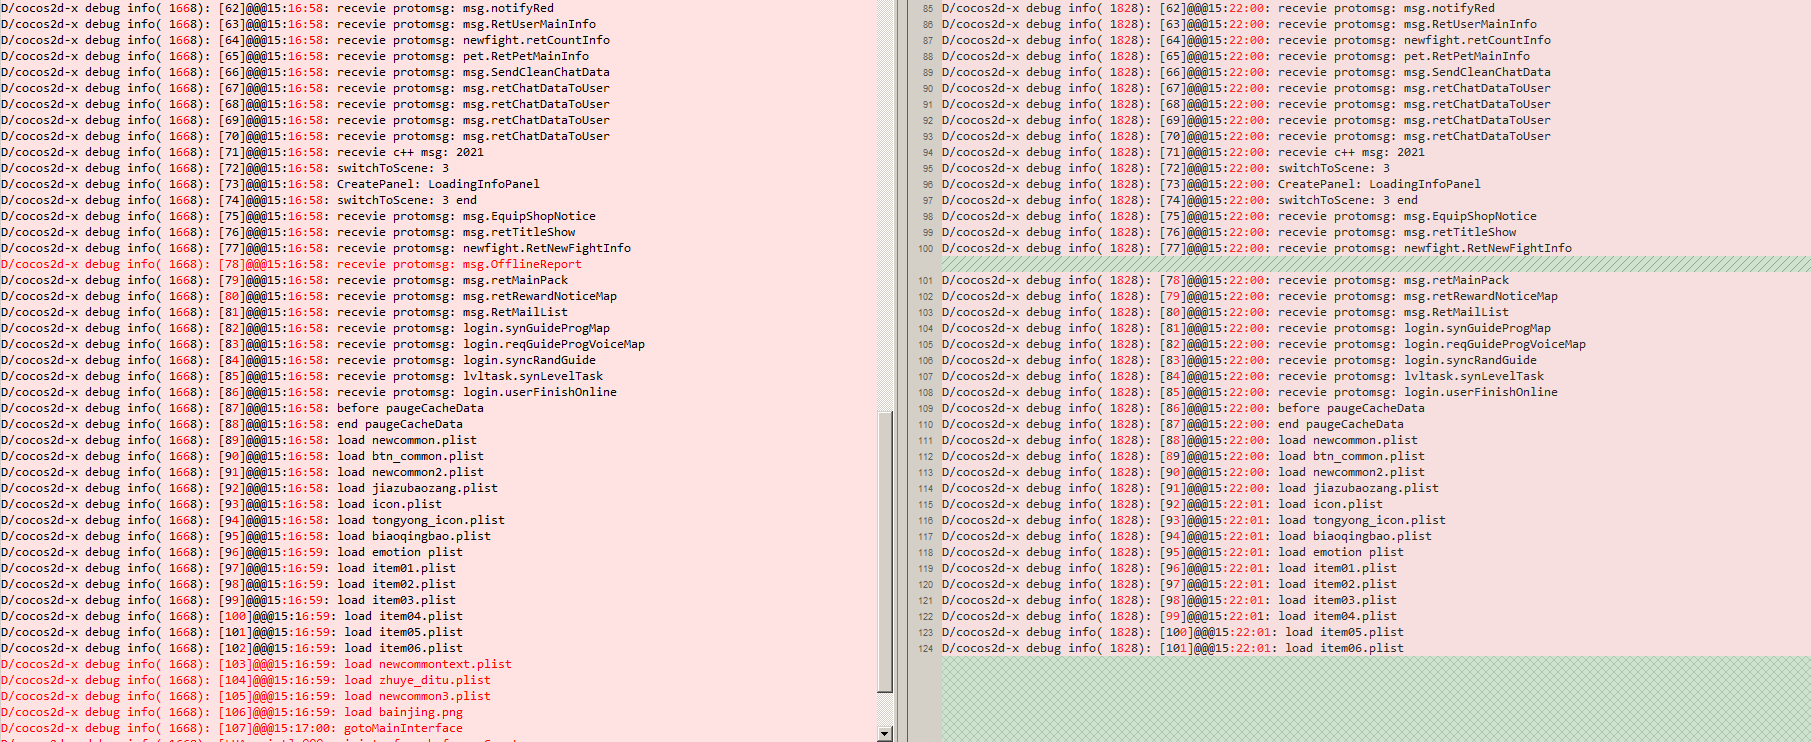 D/cocos2d-x debug info( 1668): [62]@@@15:16:58: recevie protomsg: msg.notifyRed
D/cocos2d-x debug info( 1668): [63]@@@15:16:58: recevie protomsg: msg.RetUserMainInfo
D/cocos2d-x debug info( 1668): [64]@@@15:16:58: recevie protomsg: newfight.retCountInfo
D/cocos2d-x debug info( 1668): [65]@@@15:16:58: recevie protomsg: pet.RetPetMainInfo
D/cocos2d-x debug info( 1668): [66]@@@15:16:58: recevie protomsg: msg.SendCleanChatData
D/cocos2d-x debug info( 1668): [67]@@@15:16:58: recevie protomsg: msg.retChatDataToUser
D/cocos2d-x debug info( 1668): [68]@@@15:16:58: recevie protomsg: msg.retChatDataToUser
D/cocos2d-x debug info( 1668): [69]@@@15:16:58: recevie protomsg: msg.retChatDataToUser
D/cocos2d-x debug info( 1668): [70]@@@15:16:58: recevie protomsg: msg.retChatDataToUser
D/cocos2d-x debug info( 1668): [71]@@@15:16:58: recevie c++ msg: 2021
D/cocos2d-x debug info( 1668): [72]@@@15:16:58: switchToScene: 3
D/cocos2d-x debug info( 1668): [73]@@@15:16:58: CreatePanel: LoadingInfoPanel
D/cocos2d-x debug info( 1668): [74]@@@15:16:58: switchToScene: 3 end
D/cocos2d-x debug info( 1668): [75]@@@15:16:58: recevie protomsg: msg.EquipShopNotice
D/cocos2d-x debug info( 1668): [76]@@@15:16:58: recevie protomsg: msg.retTitleShow
D/cocos2d-x debug info( 1668): [77]@@@15:16:58: recevie protomsg: newfight.RetNewFightInfo
D/cocos2d-x debug info( 1668): [78]@@@15:16:58: recevie protomsg: msg.OfflineReport
D/cocos2d-x debug info( 1668): [79]@@@15:16:58: recevie protomsg: msg.retMainPack
D/cocos2d-x debug info( 1668): [80]@@@15:16:58: recevie protomsg: msg.retRewardNoticeMap
D/cocos2d-x debug info( 1668): [81]@@@15:16:58: recevie protomsg: msg.RetMailList
D/cocos2d-x debug info( 1668): [82]@@@15:16:58: recevie protomsg: login.synGuideProgMap
D/cocos2d-x debug info( 1668): [83]@@@15:16:58: recevie protomsg: login.reqGuideProgVoiceMap
D/cocos2d-x debug info( 1668): [84]@@@15:16:58: recevie protomsg: login.syncRandGuide
D/cocos2d-x debug info( 1668): [85]@@@15:16:58: recevie protomsg: lvltask.synLevelTask
D/cocos2d-x debug info( 1668): [86]@@@15:16:58: recevie protomsg: login.userFinishOnline
D/cocos2d-x debug info( 1668): [87]@@@15:16:58: before paugeCacheData
D/cocos2d-x debug info( 1668): [88]@@@15:16:58: end paugeCacheData
D/cocos2d-x debug info( 1668): [89]@@@15:16:58: load newcommon.plist
D/cocos2d-x debug info( 1668): [90]@@@15:16:58: load btn_common.plist
D/cocos2d-x debug info( 1668): [91]@@@15:16:58: load newcommon2.plist
D/cocos2d-x debug info( 1668): [92]@@@15:16:58: load jiazubaozang.plist
D/cocos2d-x debug info( 1668): [93]@@@15:16:58: load icon.plist
D/cocos2d-x debug info( 1668): [94]@@@15:16:58: load tongyong_icon.plist
D/cocos2d-x debug info( 1668): [95]@@@15:16:58: load biaoqingbao.plist
D/cocos2d-x debug info( 1668): [96]@@@15:16:59: load emotion plist
D/cocos2d-x debug info( 1668): [97]@@@15:16:59: load item01.plist
D/cocos2d-x debug info( 1668): [98]@@@15:16:59: load item02.plist
D/cocos2d-x debug info( 1668): [99]@@@15:16:59: load item03.plist
D/cocos2d-x debug info( 1668): [100]@@@15:16:59: load item04.plist
D/cocos2d-x debug info( 1668): [101]@@@15:16:59: load item05.plist
D/cocos2d-x debug info( 1668): [102]@@@15:16:59: load item06.plist
D/cocos2d-x debug info( 1668): [103]@@@15:16:59: load newcommontext.plist
D/cocos2d-x debug info( 1668): [104]@@@15:16:59: load zhuye_ditu.plist
D/cocos2d-x debug info( 1668): [105]@@@15:16:59: load newcommon3.plist
D/cocos2d-x debug info( 1668): [106]@@@15:16:59: load bainjing.png
D/cocos2d-x debug info( 1668): [107]@@@15:17:00: gotoMainInterface
85 D/cocos2d-x debug info( 1828): [62]@@@15:22:00: recevie protomsg: msg.notifyRed
86 D/cocos2d-x debug info( 1828): [63]@@@15:22:00: recevie protomsg: msg.RetUserMainInfo
87 D/cocos2d-x debug info( 1828): [64]@@@15:22:00: recevie protomsg: newfight.retCountInfo
88 D/cocos2d-x debug info( 1828): [65]@@@15:22:00: recevie protomsg: pet.RetPetMainInfo
89 D/cocos2d-x debug info( 1828): [66]@@@15:22:00: recevie protomsg: msg.SendCleanChatData
90 D/cocos2d-x debug info( 1828): [67]@@@15:22:00: recevie protomsg: msg.retChatDataToUser
91 D/cocos2d-x debug info( 1828): [68]@@@15:22:00: recevie protomsg: msg.retChatDataToUser
92 D/cocos2d-x debug info( 1828): [69]@@@15:22:00: recevie protomsg: msg.retChatDataToUser
93 D/cocos2d-x debug info( 1828): [70]@@@15:22:00: recevie protomsg: msg.retChatDataToUser
94 D/cocos2d-x debug info( 1828): [71]@@@15:22:00: recevie c++ msg: 2021
95 D/cocos2d-x debug info( 1828): [72]@@@15:22:00: switchToScene: 3
96 D/cocos2d-x debug info( 1828): [73]@@@15:22:00: CreatePanel: LoadingInfoPanel
97 D/cocos2d-x debug info( 1828): [74]@@@15:22:00: switchToScene: 3 end
98 D/cocos2d-x debug info( 1828): [75]@@@15:22:00: recevie protomsg: msg.EquipShopNotice
99 D/cocos2d-x debug info( 1828): [76]@@@15:22:00: recevie protomsg: msg.retTitleShow
100 D/cocos2d-x debug info( 1828): [77]@@@15:22:00: recevie protomsg: newfight.RetNewFightInfo
101 D/cocos2d-x debug info( 1828): [78]@@@15:22:00: recevie protomsg: msg.retMainPack
102 D/cocos2d-x debug info( 1828): [79]@@@15:22:00: recevie protomsg: msg.retRewardNoticeMap
103 D/cocos2d-x debug info( 1828): [80]@@@15:22:00: recevie protomsg: msg.RetMailList
104 D/cocos2d-x debug info( 1828): [81]@@@15:22:00: recevie protomsg: login.synGuideProgMap
105 D/cocos2d-x debug info( 1828): [82]@@@15:22:00: recevie protomsg: login.reqGuideProgVoiceMap
106 D/cocos2d-x debug info( 1828): [83]@@@15:22:00: recevie protomsg: login.syncRandGuide
107 D/cocos2d-x debug info( 1828): [84]@@@15:22:00: recevie protomsg: lvltask.synLevelTask
108 D/cocos2d-x debug info( 1828): [85]@@@15:22:00: recevie protomsg: login.userFinishOnline
109 D/cocos2d-x debug info( 1828): [86]@@@15:22:00: before paugeCacheData
110 D/cocos2d-x debug info( 1828): [87]@@@15:22:00: end paugeCacheData
111 D/cocos2d-x debug info( 1828): [88]@@@15:22:00: load newcommon.plist
112 D/cocos2d-x debug info( 1828): [89]@@@15:22:00: load btn_common.plist
113 D/cocos2d-x debug info( 1828): [90]@@@15:22:00: load newcommon2.plist
114 D/cocos2d-x debug info( 1828): [91]@@@15:22:00: load jiazubaozang.plist
115 D/cocos2d-x debug info( 1828): [92]@@@15:22:01: load icon.plist
116 D/cocos2d-x debug info( 1828): [93]@@@15:22:01: load tongyong_icon.plist
117 D/cocos2d-x debug info( 1828): [94]@@@15:22:01: load biaoqingbao.plist
118 D/cocos2d-x debug info( 1828): [95]@@@15:22:01: load emotion plist
119 D/cocos2d-x debug info( 1828): [96]@@@15:22:01: load item01.plist
120 D/cocos2d-x debug info( 1828): [97]@@@15:22:01: load item02.plist
121 D/cocos2d-x debug info( 1828): [98]@@@15:22:01: load item03.plist
122 D/cocos2d-x debug info( 1828): [99]@@@15:22:01: load item04.plist
123 D/cocos2d-x debug info( 1828): [100]@@@15:22:01: load item05.plist
124 D/cocos2d-x debug info( 1828): [101]@@@15:22:01: load item06.plist